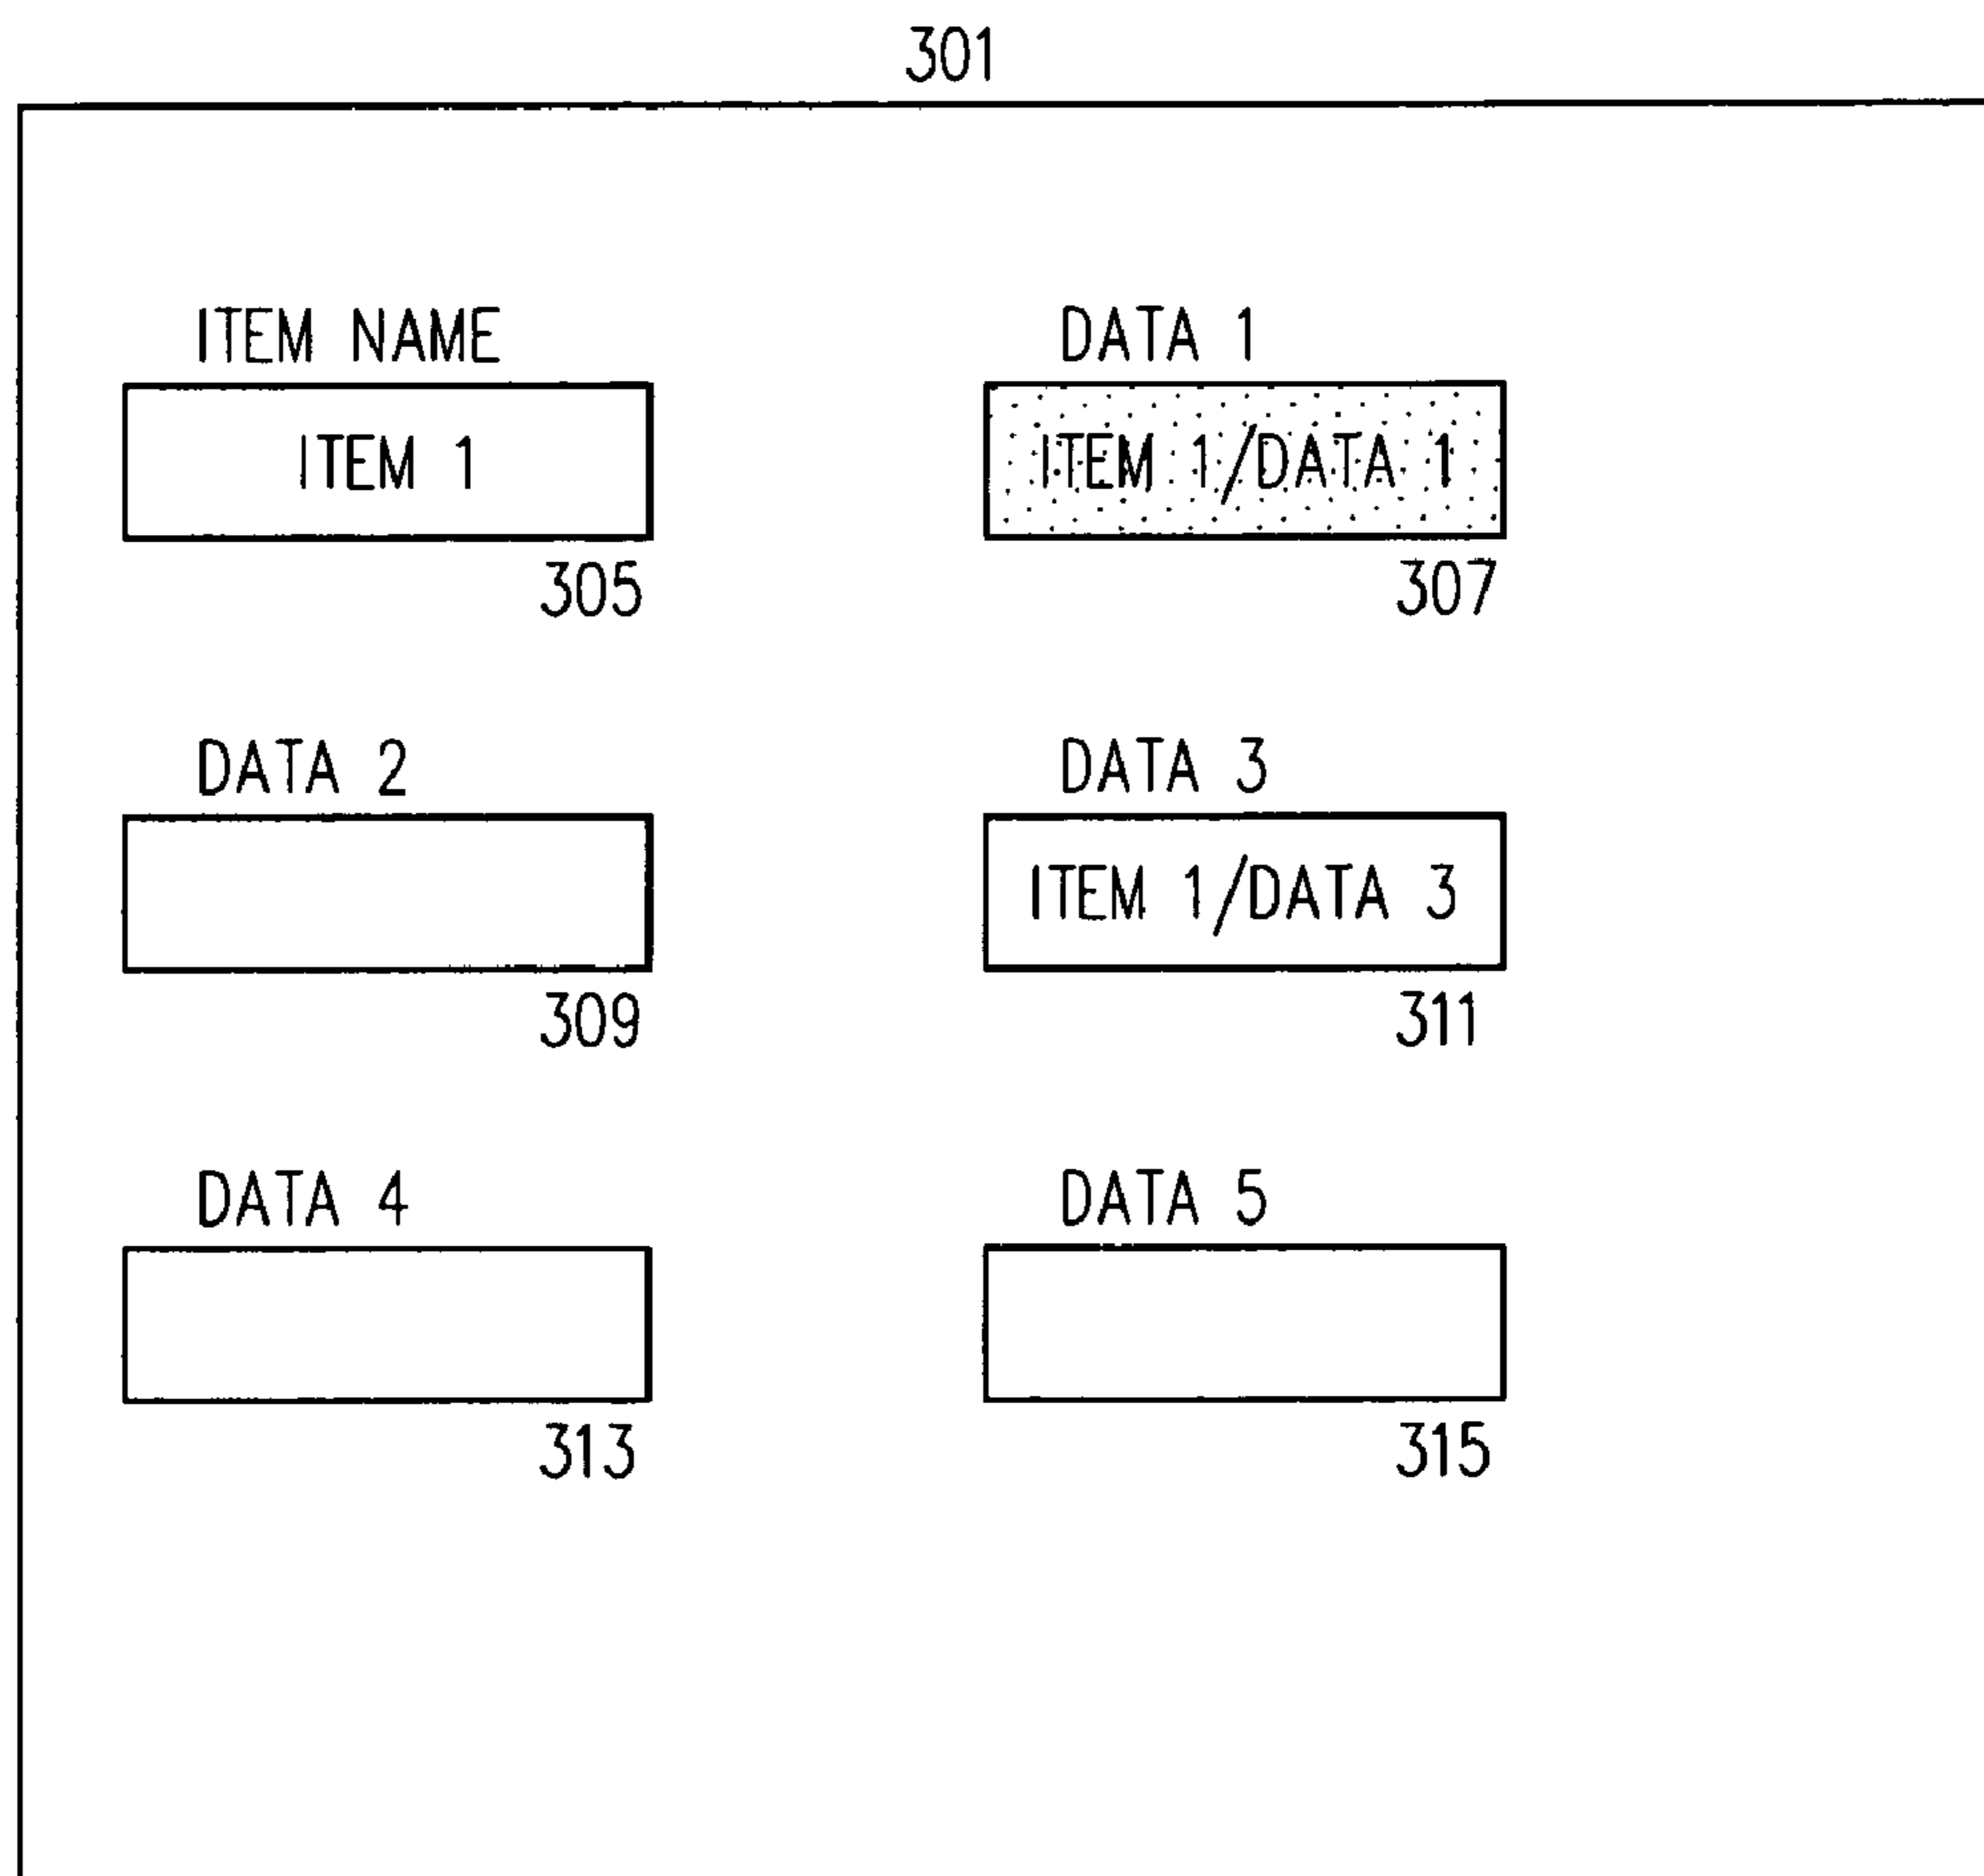 301
ITEM NAME DATA 1
ITEM 1 ITEM 1/DATA 1
305 307
DATA 2 DATA 3
ITEM 1/DATA 3
309 311
DATA 4 DATA 5
313 315